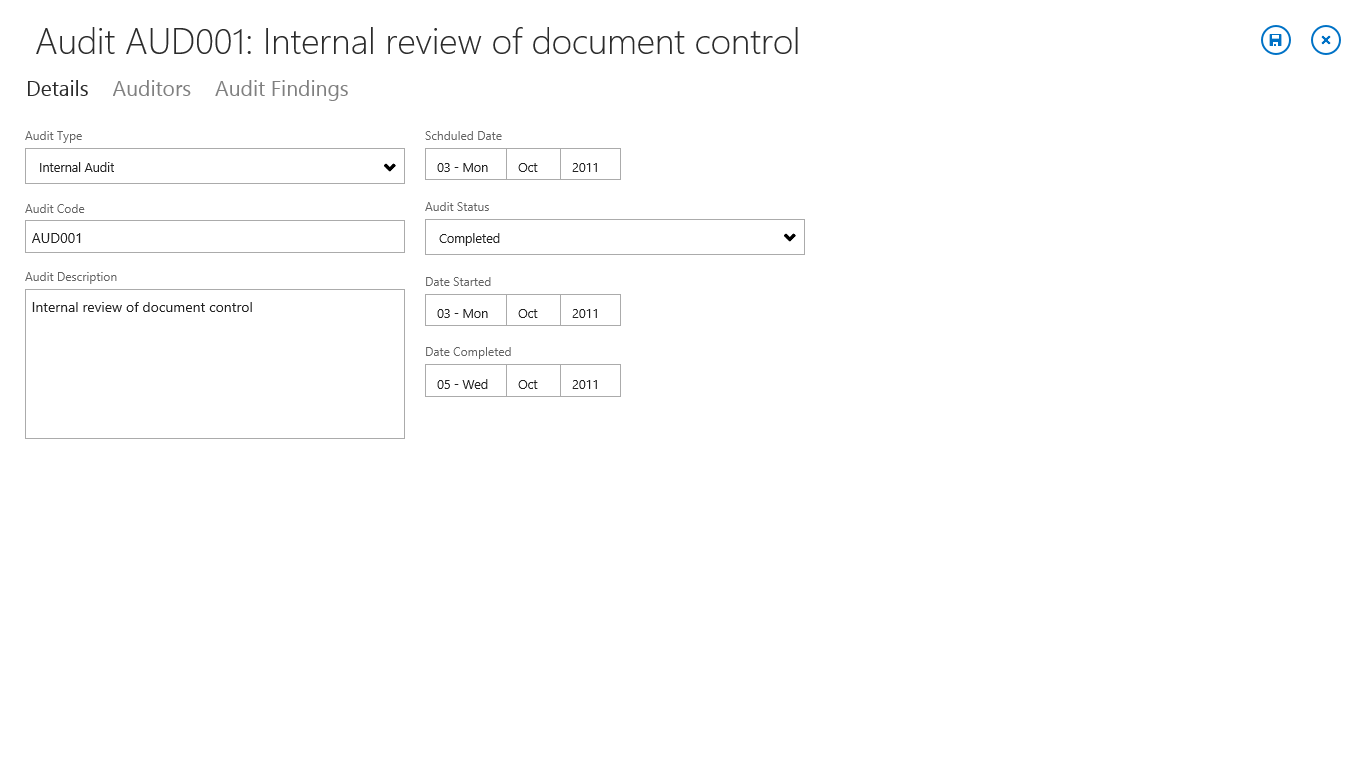 Audit AUD001: Internal review of document control
Details Auditors Audit Findings
Audit Type
Internal Audit
Audit Code
AUD001
Audit Description
Internal review of document control
Schduled Date
03 - Mon Oct 2011
Audit Status
Completed
Date Started
03 - Mon Oct 2011
Date Completed
05 - Wed Oct 2011